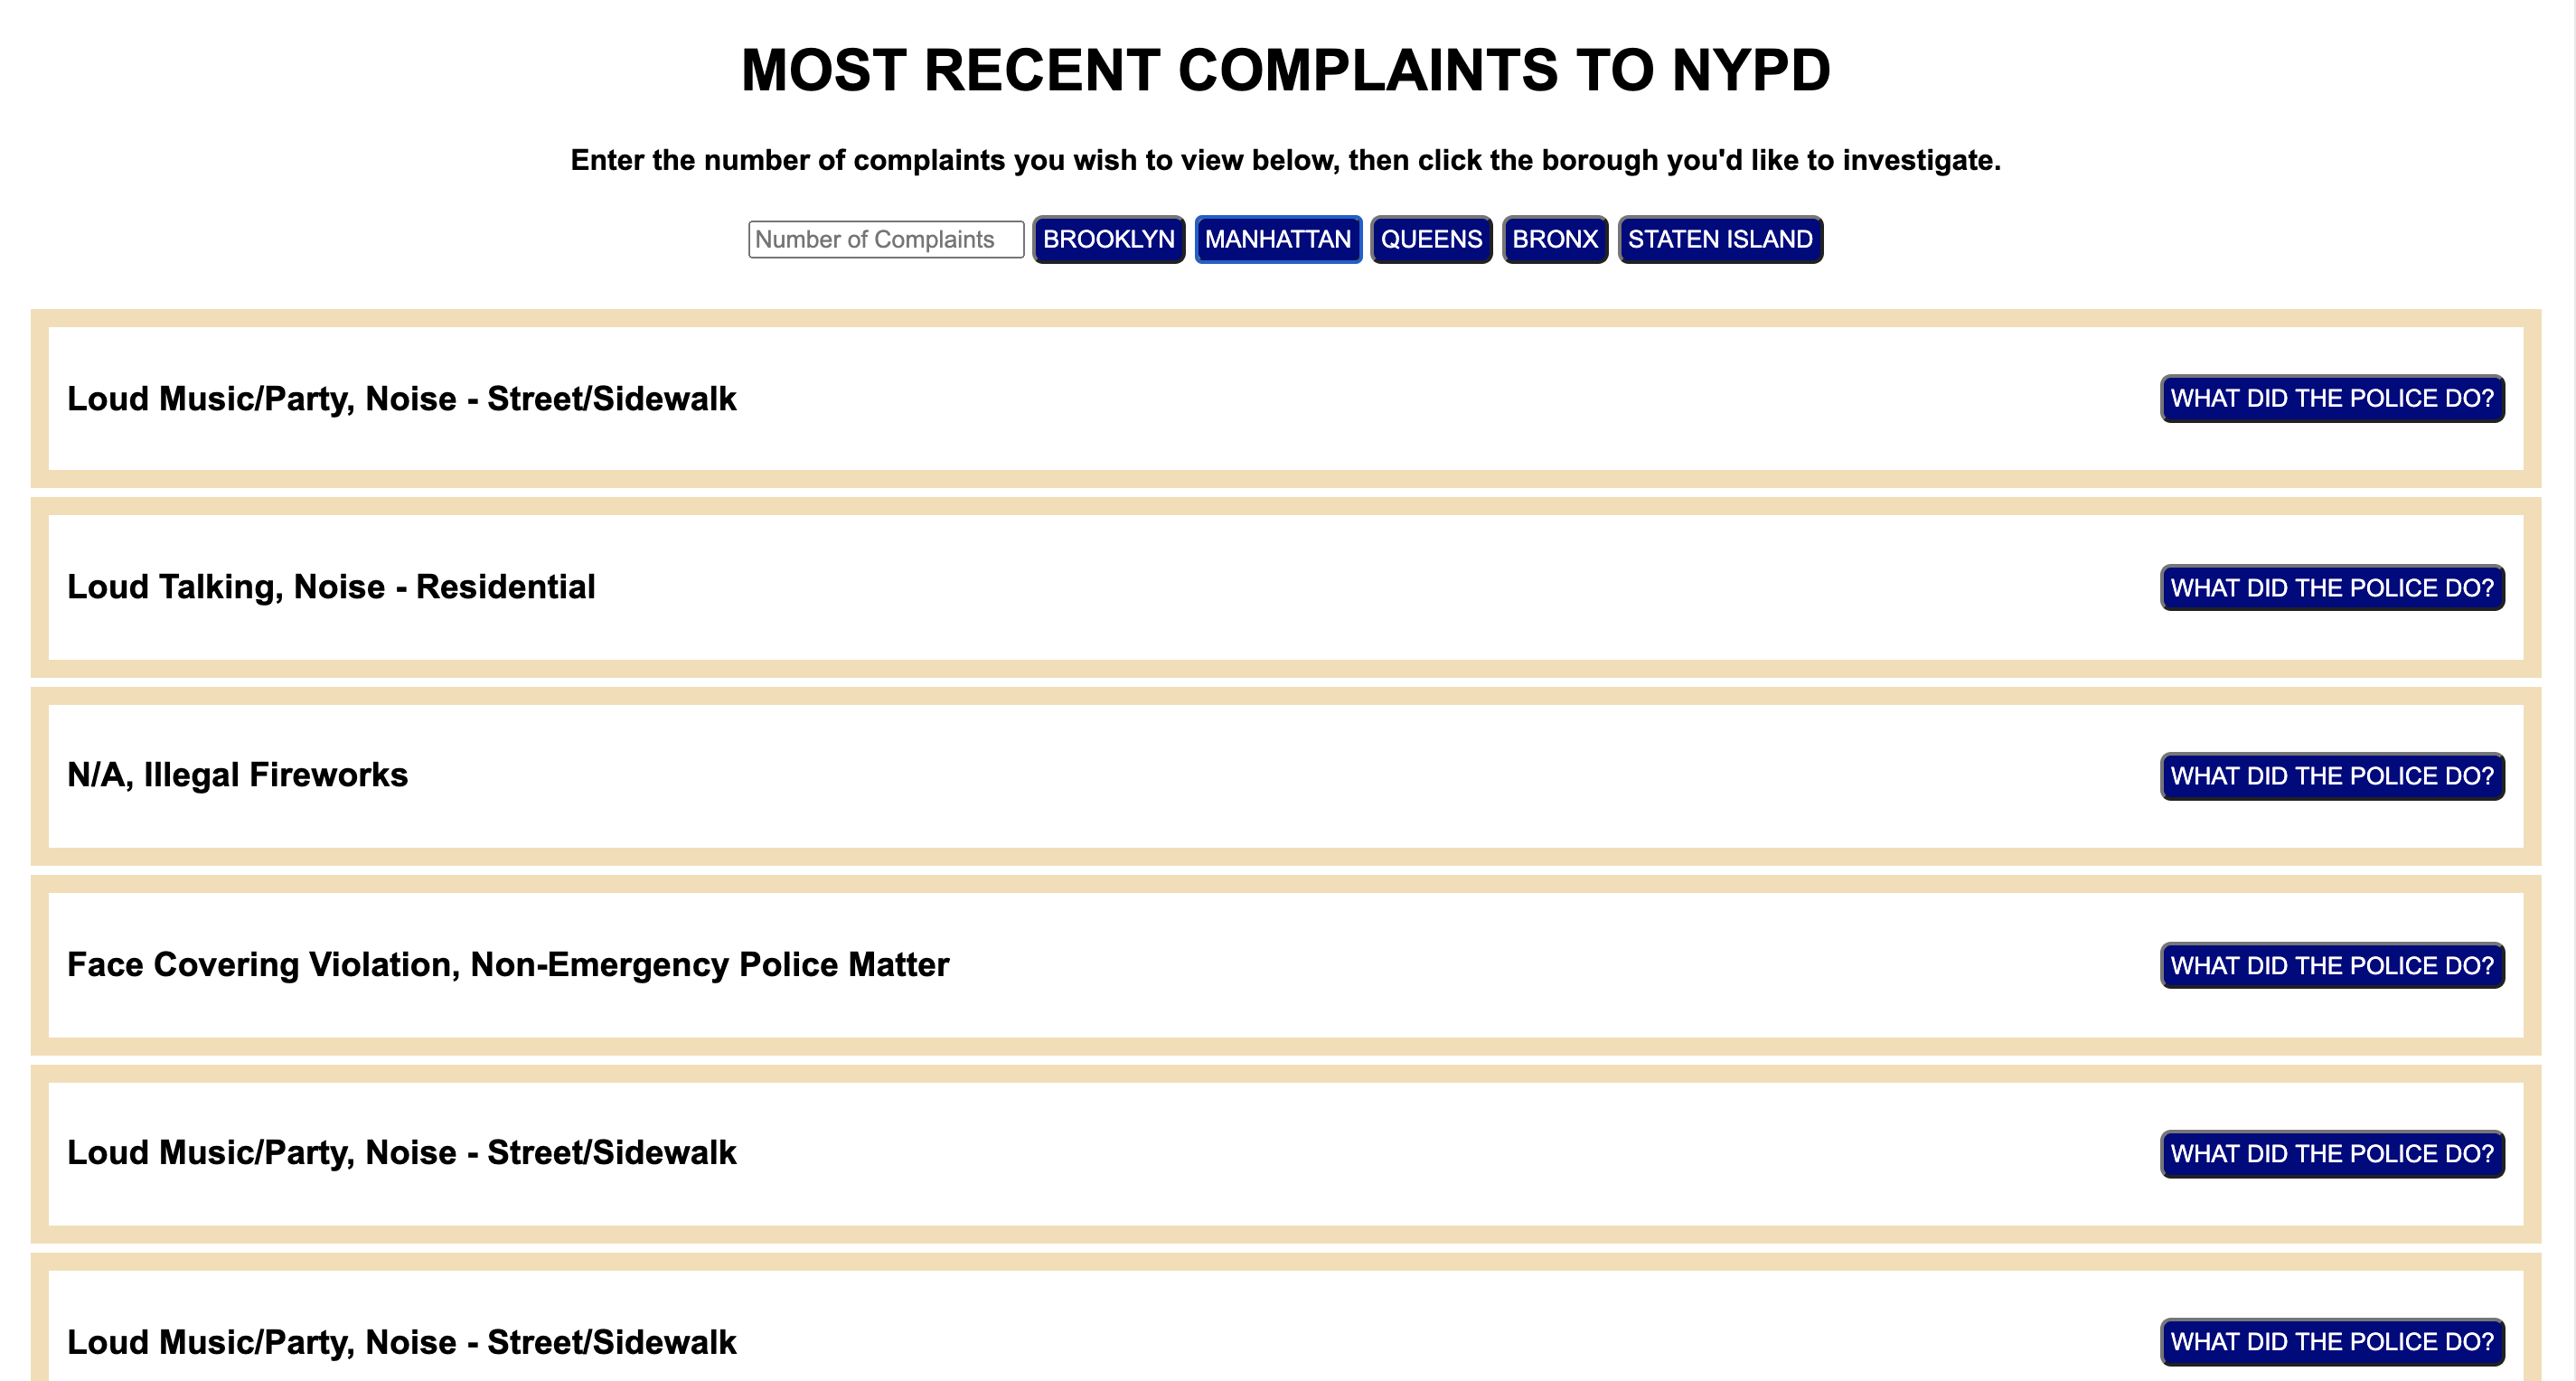 MOST RECENT COMPLAINTS TO NYPD
Enter the number of complaints you wish to view below, then click the borough you'd like to investigate.
Number of Complaints BROOKLYN MANHATTAN QUEENS BRONX STATEN ISLAND
Loud Music/Party, Noise - Street/Sidewalk WHAT DID THE POLICE DO?
Loud Talking, Noise - Residential WHAT DID THE POLICE DO?
N/A, Illegal Fireworks WHAT DID THE POLICE DO?
Face Covering Violation, Non-Emergency Police Matter WHAT DID THE POLICE DO?
Loud Music/Party, Noise - Street/Sidewalk WHAT DID THE POLICE DO?
Loud Music/Party, Noise - Street/Sidewalk WHAT DID THE POLICE DO?